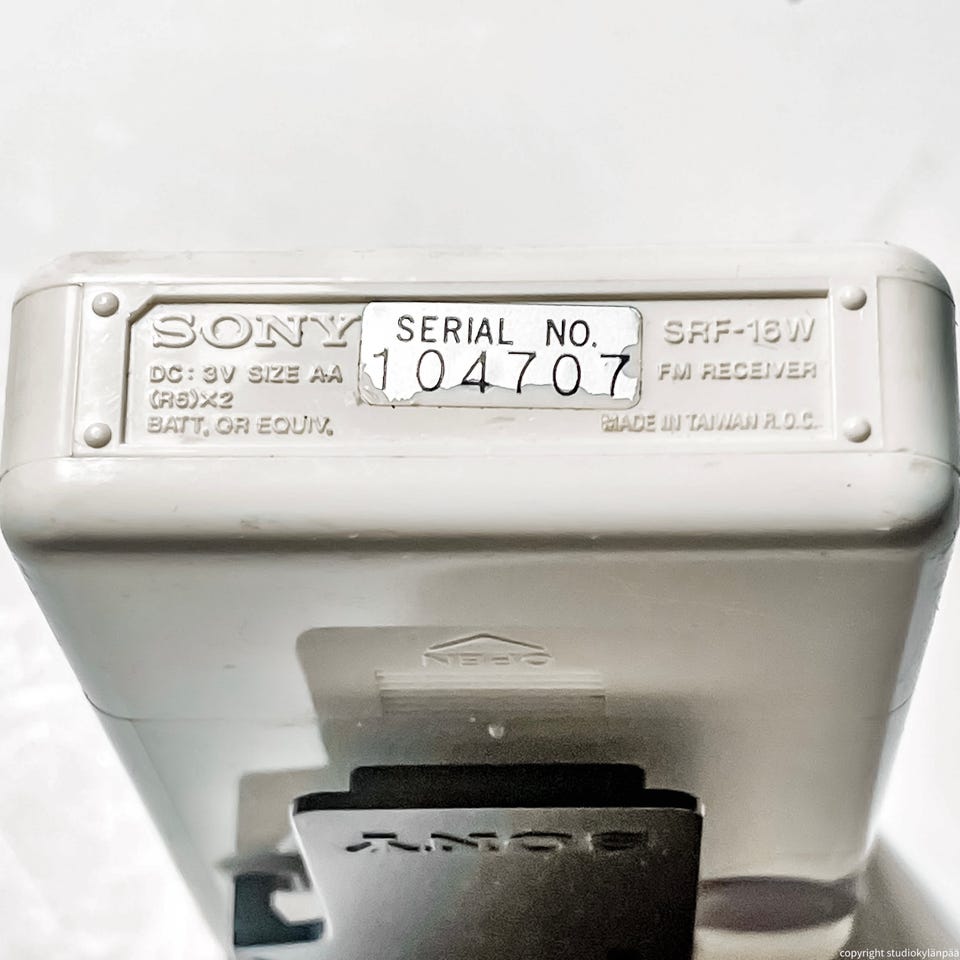 SONY
DC: 3V SIZE AA
(R6)X2
BATT. OR EQUIV.
SERIAL NO.
104707
SRF-16W
FM RECEIVER
MADE IN TAIWAN R.O.C.
OPEN
SONY
copyright studiokylänpää